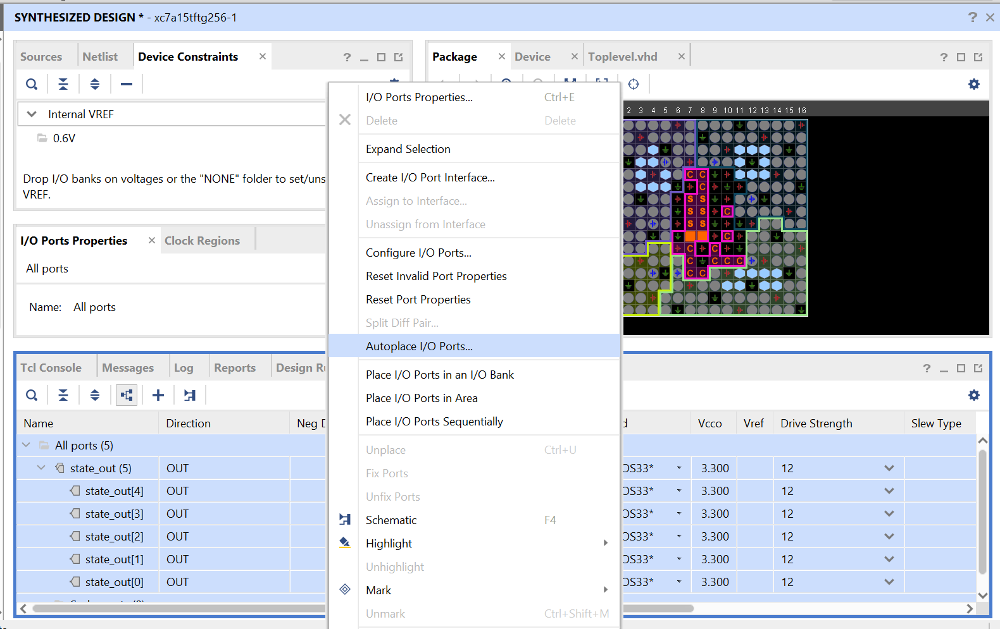 SYNTHESIZED DESIGN * - xc7a15tftg256-1
Sources Netlist Device Constraints
Internal VREF
0.6V
Drop I/O banks on voltages or the "NONE" folder to set/uns
VREF.
I/O Ports Properties Clock Regions
All ports
Name: All ports
Package Device Toplevel.vhd
2 3 4 5 6 7 8 9 10 11 12 13 14 15 16
C C
C
S
S S C
S S
C
C C
C C C C
C C
I/O Ports Properties... Ctrl+E
Delete Delete
Expand Selection
Create I/O Port Interface...
Assign to Interface...
Unassign from Interface
Configure I/O Ports...
Reset Invalid Port Properties
Reset Port Properties
Split Diff Pair...
Autoplace I/O Ports...
Place I/O Ports in an I/O Bank
Place I/O Ports in Area
Place I/O Ports Sequentially
Unplace Ctrl+U
Fix Ports
Unfix Ports
Schematic F4
Highlight
Unhighlight
Mark
Unmark Ctrl+Shift+M
Tcl Console Messages Log Reports Design Ru
Name Direction Neg D d Vcco Vref Drive Strength Slew Type
All ports (5)
state_out (5) OUT OS33* 3.300 12
state_out[4] OUT OS33* 3.300 12
state_out[3] OUT OS33* 3.300 12
state_out[2] OUT OS33* 3.300 12
state_out[1] OUT OS33* 3.300 12
state_out[0] OUT OS33* 3.300 12